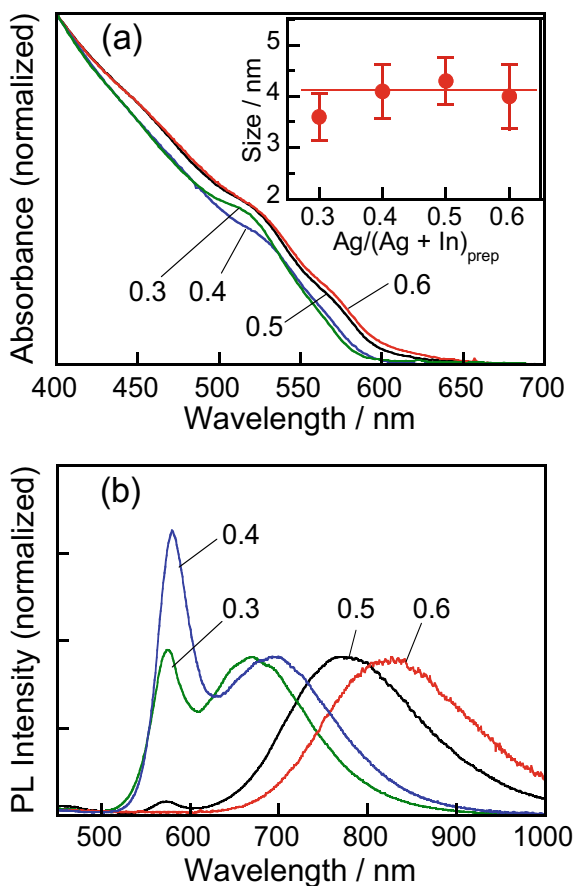 (a)
Absorbance (normalized)
5
4
3
2
Size / nm
0.3 0.4 0.5 0.6
Ag/(Ag + In)prep
0.3 0.4
0.5
0.6
400 450 500 550 600 650 700
Wavelength / nm
(b)
PL Intensity (normalized)
0.4
0.3
0.5 0.6
500 600 700 800 900 1000
Wavelength / nm